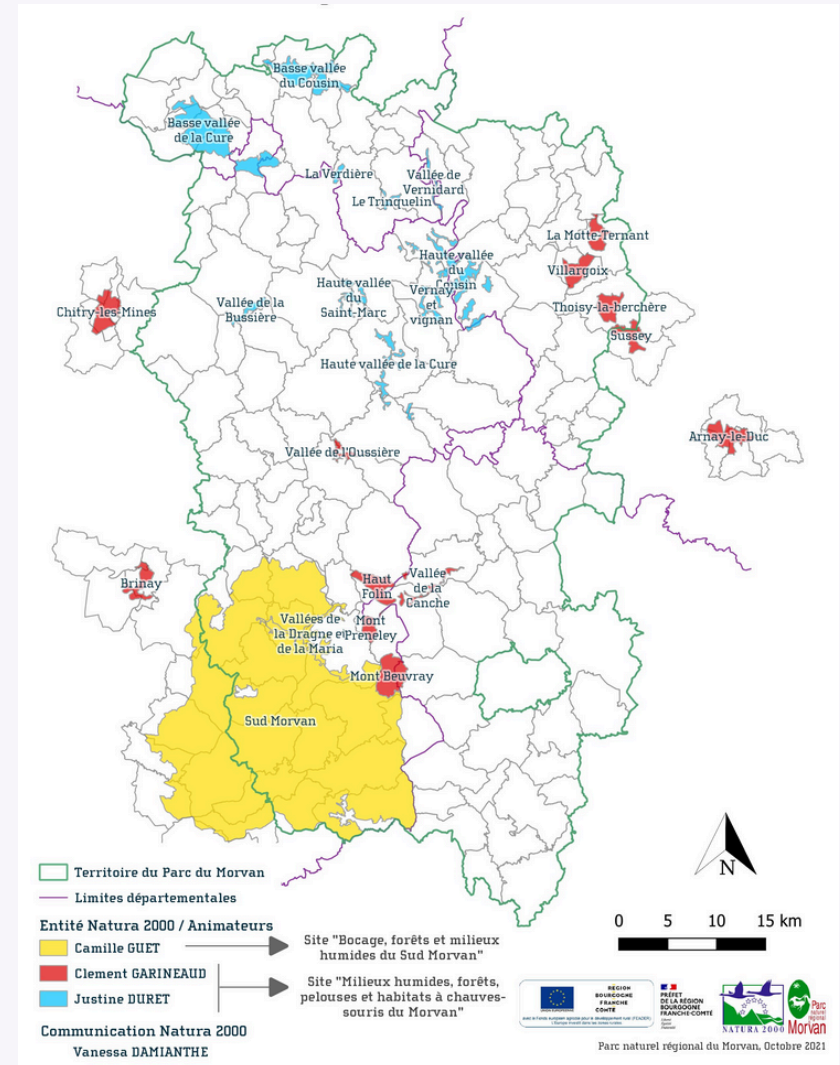 Basse vallée
du Cousin
Basse vallée
de la Cure
La Verdière
Vallée de
Vernidard
Le Trinquelin
La Motte-Ternant
Haute vallée
du
Cousin
Villargoix
Haute vallée
du
Saint-Marc
Vernay
et
vignan
Vallée de la
Bussière
Chitry-les-Mines
Thoisy-la-berchère
Sussey
Haute vallée de la Cure
Arnay-le-Duc
Vallée de l'Oussière
Brinay
Haut
Folin
Vallée
de la
Canche
Vallées de
la Dragne et
de la Maria
Mont
Préneley
Mont Beuvray
Sud Morvan
N
Territoire du Parc du Morvan
Limites départementales
Entité Natura 2000 / Animateurs
Camille GUET
Site "Bocage, forêts et milieux
humides du Sud Morvan"
Clement GARINEAUD
Justine DURET
Site "Milieux humides, forêts,
pelouses et habitats à chauves-
souris du Morvan"
Communication Natura 2000
Vanessa DAMIANTHE
0 5 10 15 km
REGION
BOURGOGNE
FRANCHE
COMTE
PRÉFET
DE LA RÉGION
BOURGOGNE
FRANCHE-COMTÉ
NATURA 2000
Parc
naturel
régional
du
Morvan
Parc naturel régional du Morvan, Octobre 2021